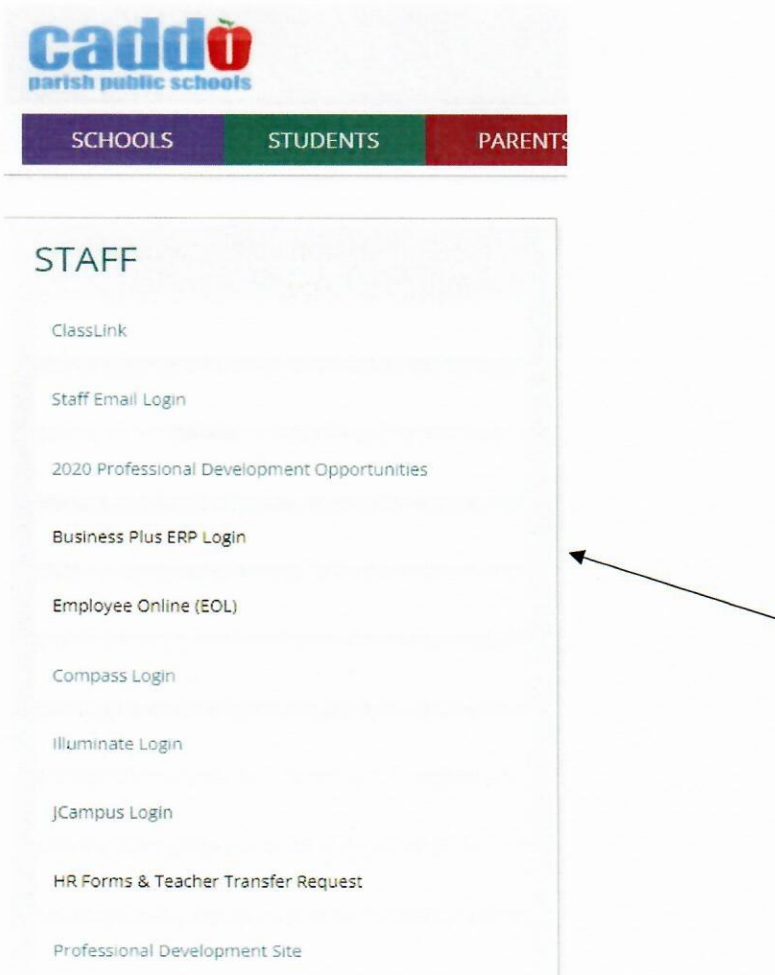 caddo
parish public schools
SCHOOLS STUDENTS PARENTS
STAFF
ClassLink
Staff Email Login
2020 Professional Development Opportunities
Business Plus ERP Login
Employee Online (EOL)
Compass Login
Illuminate Login
JCampus Login
HR Forms & Teacher Transfer Request
Professional Development Site